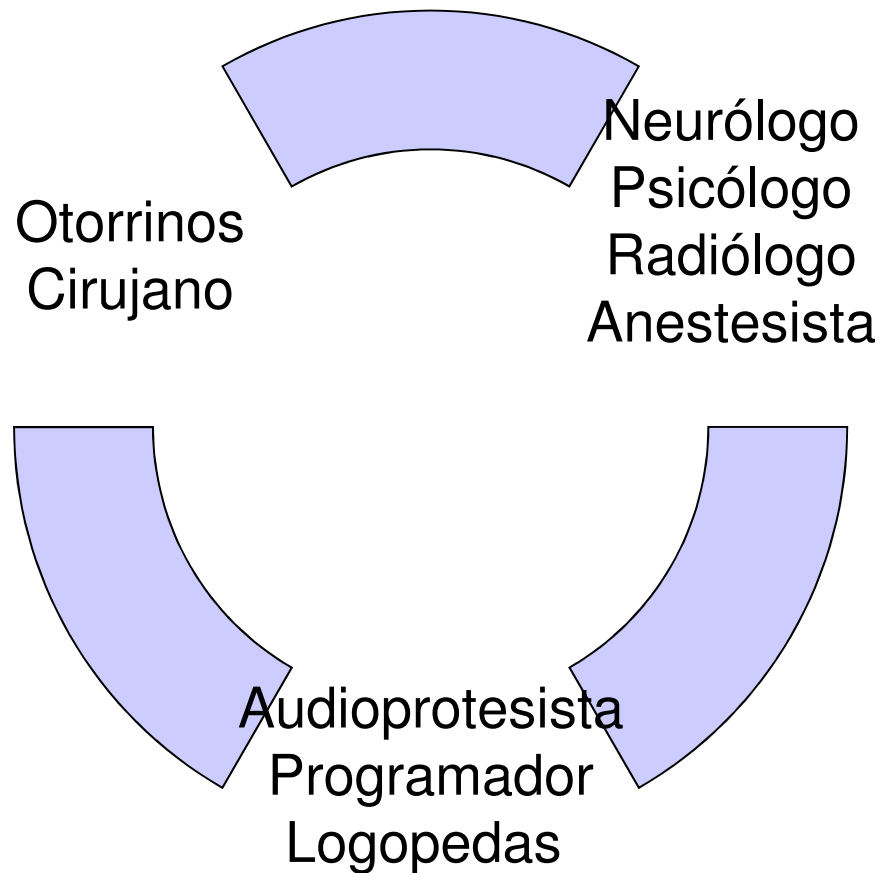 Otorrinos
Cirujano
Neurólogo
Psicólogo
Radiólogo
Anestesista
Audioprotesista
Programador
Logopedas